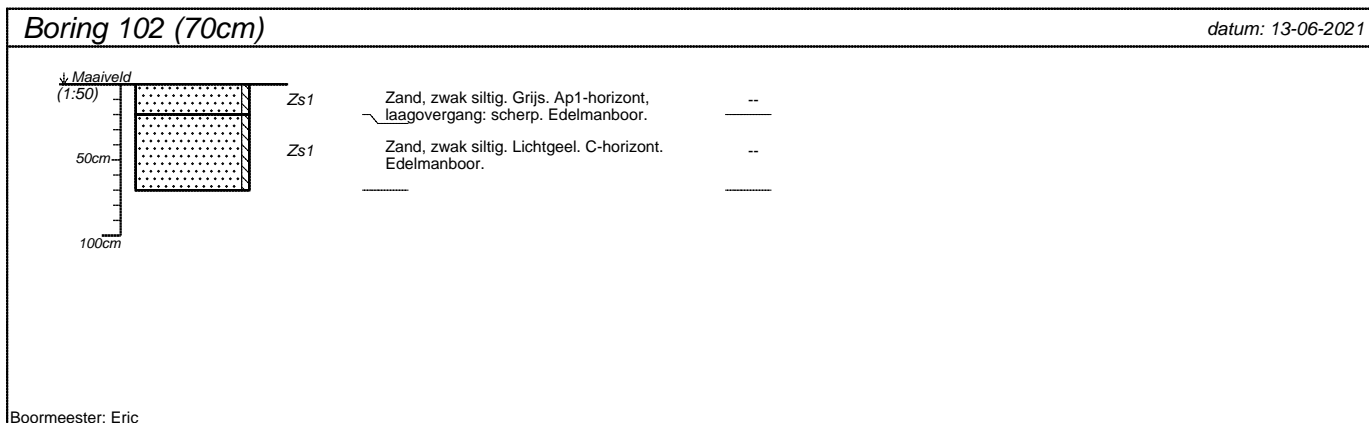 Boring 102 (70cm)
datum: 13-06-2021
Maaiveld
(1:50)
Zs1
Zand, zwak siltig. Grijs. Ap1-horizont,
laagovergang: scherp. Edelmanboor.
--
50cm
Zs1
Zand, zwak siltig. Lichtgeel. C-horizont.
Edelmanboor.
--
100cm
Boormeester: Eric